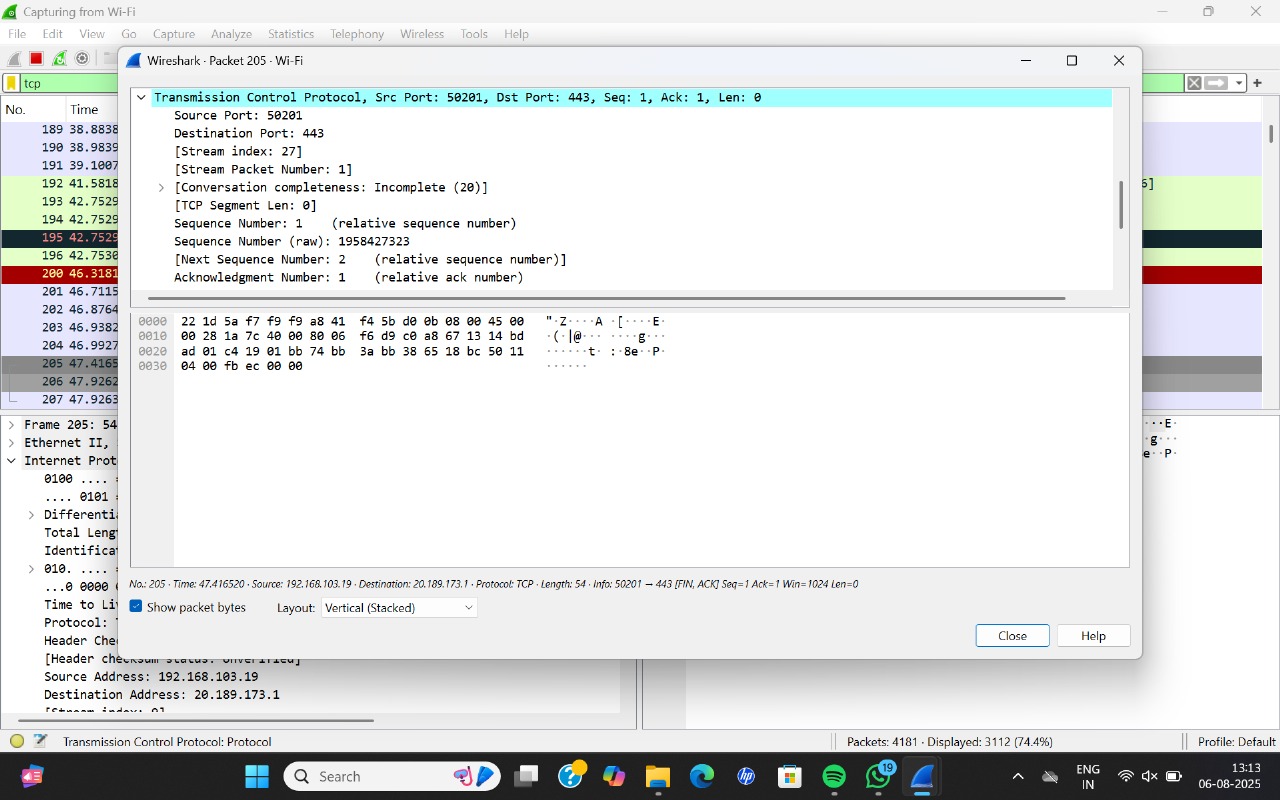 Capturing from Wi-Fi
File Edit View Go Capture Analyze Statistics Telephony Wireless Tools Help
Wireshark · Packet 205 · Wi-Fi
tcp
No. Time
189 38.8838
190 38.9839
191 39.1007
192 41.5818
193 42.7529
194 42.7529
195 42.7529
196 42.7530
200 46.3181
201 46.7115
202 46.8764
203 46.9382
204 46.9927
205 47.4165
206 47.9262
207 47.9263
Transmission Control Protocol, Src Port: 50201, Dst Port: 443, Seq: 1, Ack: 1, Len: 0
Source Port: 50201
Destination Port: 443
[Stream index: 27]
[Stream Packet Number: 1]
[Conversation completeness: Incomplete (20)]
[TCP Segment Len: 0]
Sequence Number: 1 (relative sequence number)
Sequence Number (raw): 1958427323
[Next Sequence Number: 2 (relative sequence number)]
Acknowledgment Number: 1 (relative ack number)
0000 22 1d 5a f7 f9 f9 a8 41 f4 5b d0 0b 08 00 45 00 "·Z····A ·[····E·
0010 00 28 1a 7c 40 00 80 06 f6 d9 c0 a8 67 13 14 bd ·(·|@··· ····g···
0020 ad 01 c4 19 01 bb 74 bb 3a bb 38 65 18 bc 50 11 ······t· :·8e··P·
0030 04 00 fb ec 00 00 ······
6]
Frame 205: 54
Ethernet II,
Internet Prot
0100 .... =
.... 0101 =
Differentia
Total Lengt
Identificat
010. .... =
...0 0000 0
Time to Liv
Protocol: T
Header Chec
[Header checksum status: Unverified]
Source Address: 192.168.103.19
Destination Address: 20.189.173.1
[Stream index: 9]
···E·
·g···
e··P·
No.: 205 · Time: 47.416520 · Source: 192.168.103.19 · Destination: 20.189.173.1 · Protocol: TCP · Length: 54 · Info: 50201 → 443 [FIN, ACK] Seq=1 Ack=1 Win=1024 Len=0
Show packet bytes Layout: Vertical (Stacked)
Close Help
Transmission Control Protocol: Protocol Packets: 4181 · Displayed: 3112 (74.4%) Profile: Default
Search
hp
19
ENG
IN
13:13
06-08-2025